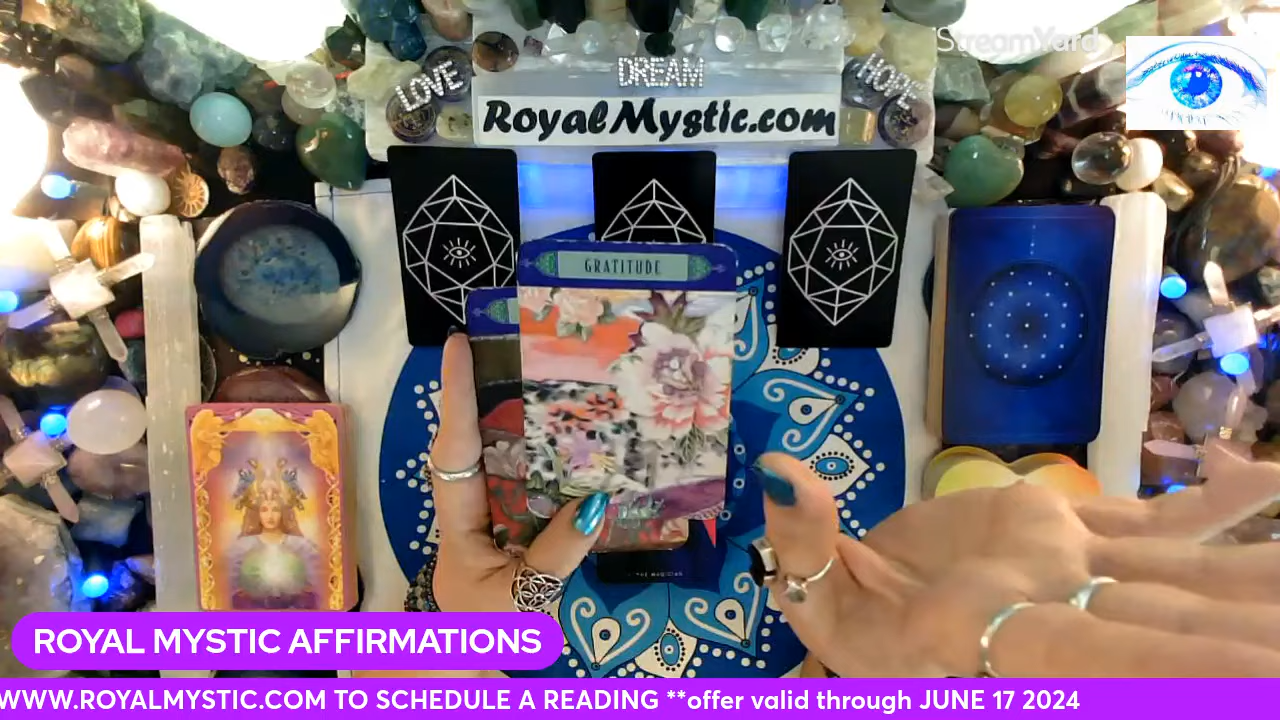 StreamYard
LOVE
DREAM
HOPE
RoyalMystic.com
GRATITUDE
THE MAGICIAN
ROYAL MYSTIC AFFIRMATIONS
WWW.ROYALMYSTIC.COM TO SCHEDULE A READING **offer valid through JUNE 17 2024